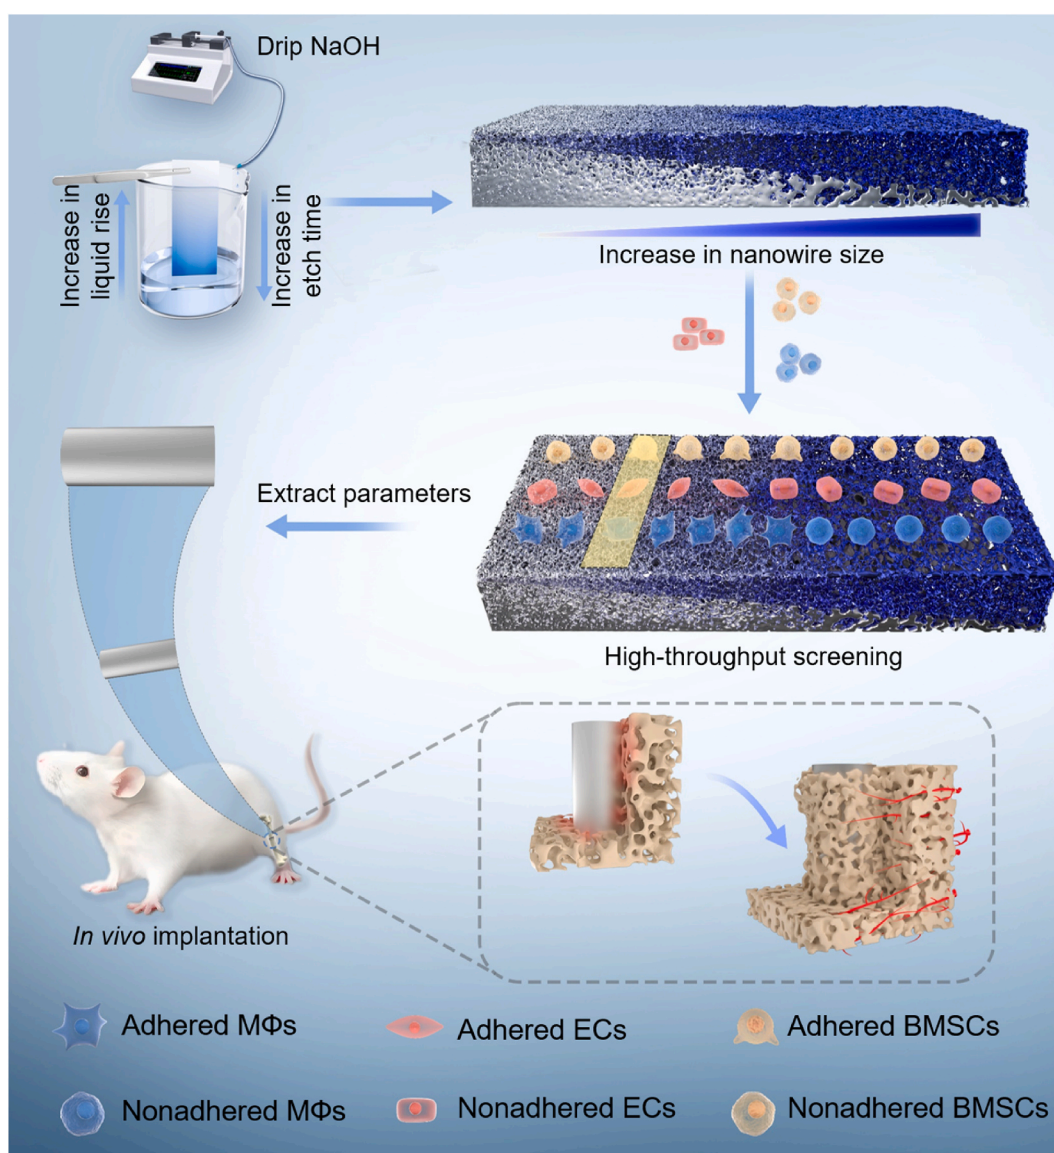 Drip NaOH
Increase in
liquid rise
Increase in
etch time
Increase in nanowire size
Extract parameters
High-throughput screening
In vivo implantation
Adhered MΦs
Adhered ECs
Adhered BMSCs
Nonadhered MΦs
Nonadhered ECs
Nonadhered BMSCs